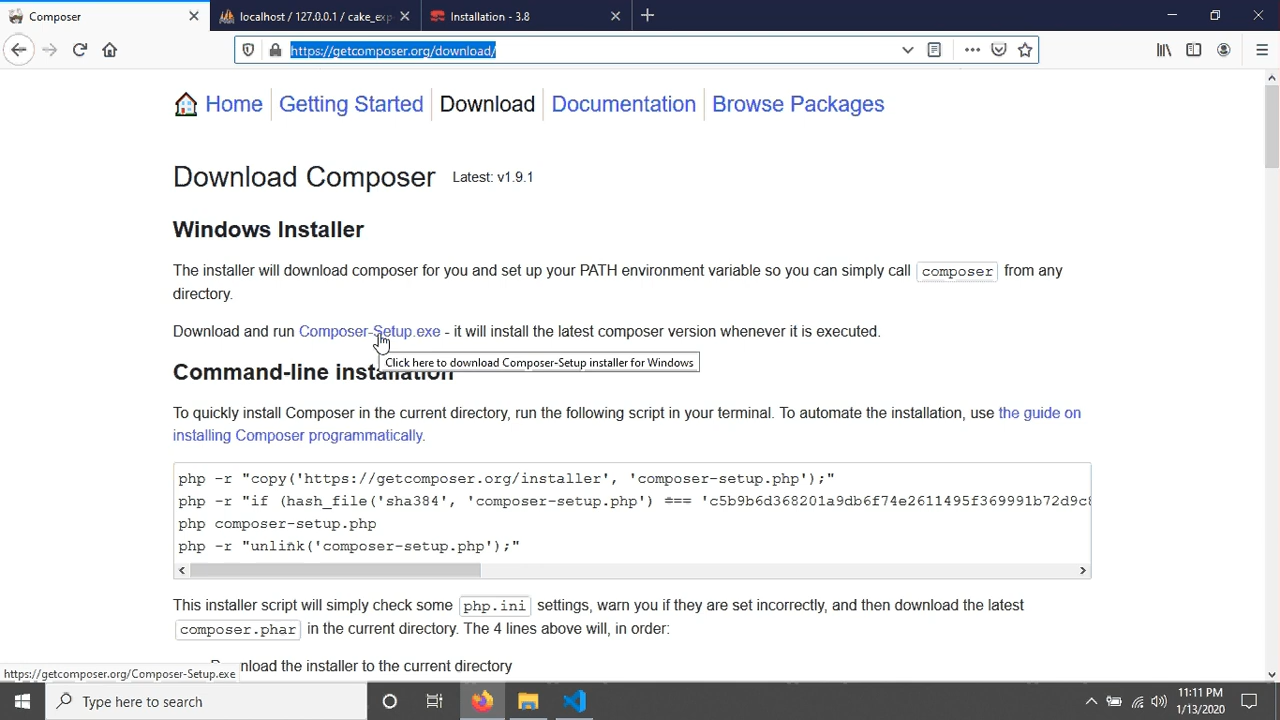 Composer
localhost / 127.0.0.1 / cake_exp
Installation - 3.8
https://getcomposer.org/download/
Home
Getting Started
Download
Documentation
Browse Packages
Download Composer
Latest: v1.9.1
Windows Installer
The installer will download composer for you and set up your PATH environment variable so you can simply call composer from any
directory.
Download and run Composer-Setup.exe - it will install the latest composer version whenever it is executed.
Click here to download Composer-Setup installer for Windows
Command-line installation
To quickly install Composer in the current directory, run the following script in your terminal. To automate the installation, use the guide on
installing Composer programmatically.
php -r "copy('https://getcomposer.org/installer', 'composer-setup.php');"
php -r "if (hash_file('sha384', 'composer-setup.php') === 'c5b9b6d368201a9db6f74e2611495f369991b72d9c8
php composer-setup.php
php -r "unlink('composer-setup.php');"
This installer script will simply check some php.ini settings, warn you if they are set incorrectly, and then download the latest
composer.phar in the current directory. The 4 lines above will, in order:
Download the installer to the current directory
https://getcomposer.org/Composer-Setup.exe
Type here to search
11:11 PM
1/13/2020